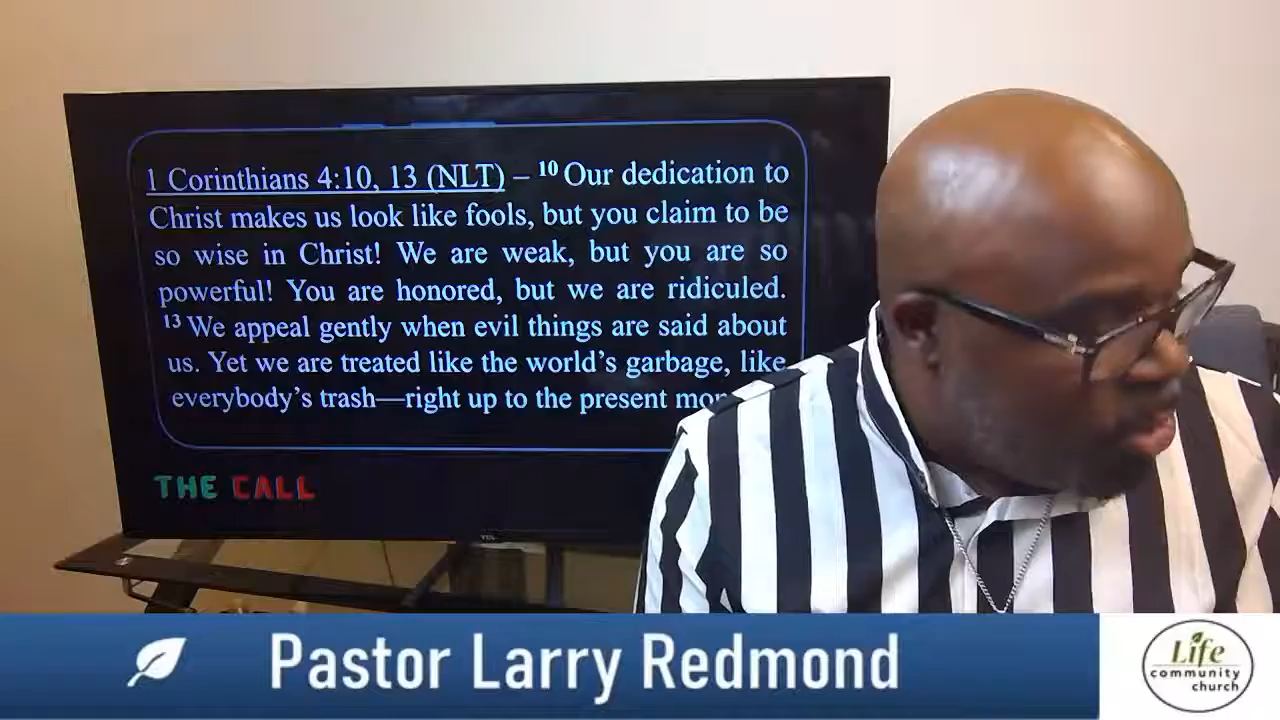 1 Corinthians 4:10, 13 (NLT) – 10 Our dedication to
Christ makes us look like fools, but you claim to be
so wise in Christ! We are weak, but you are so
powerful! You are honored, but we are ridiculed.
13 We appeal gently when evil things are said about
us. Yet we are treated like the world’s garbage, like
everybody’s trash—right up to the present
THE CALL
TCL
Pastor Larry Redmond
Life
community
church